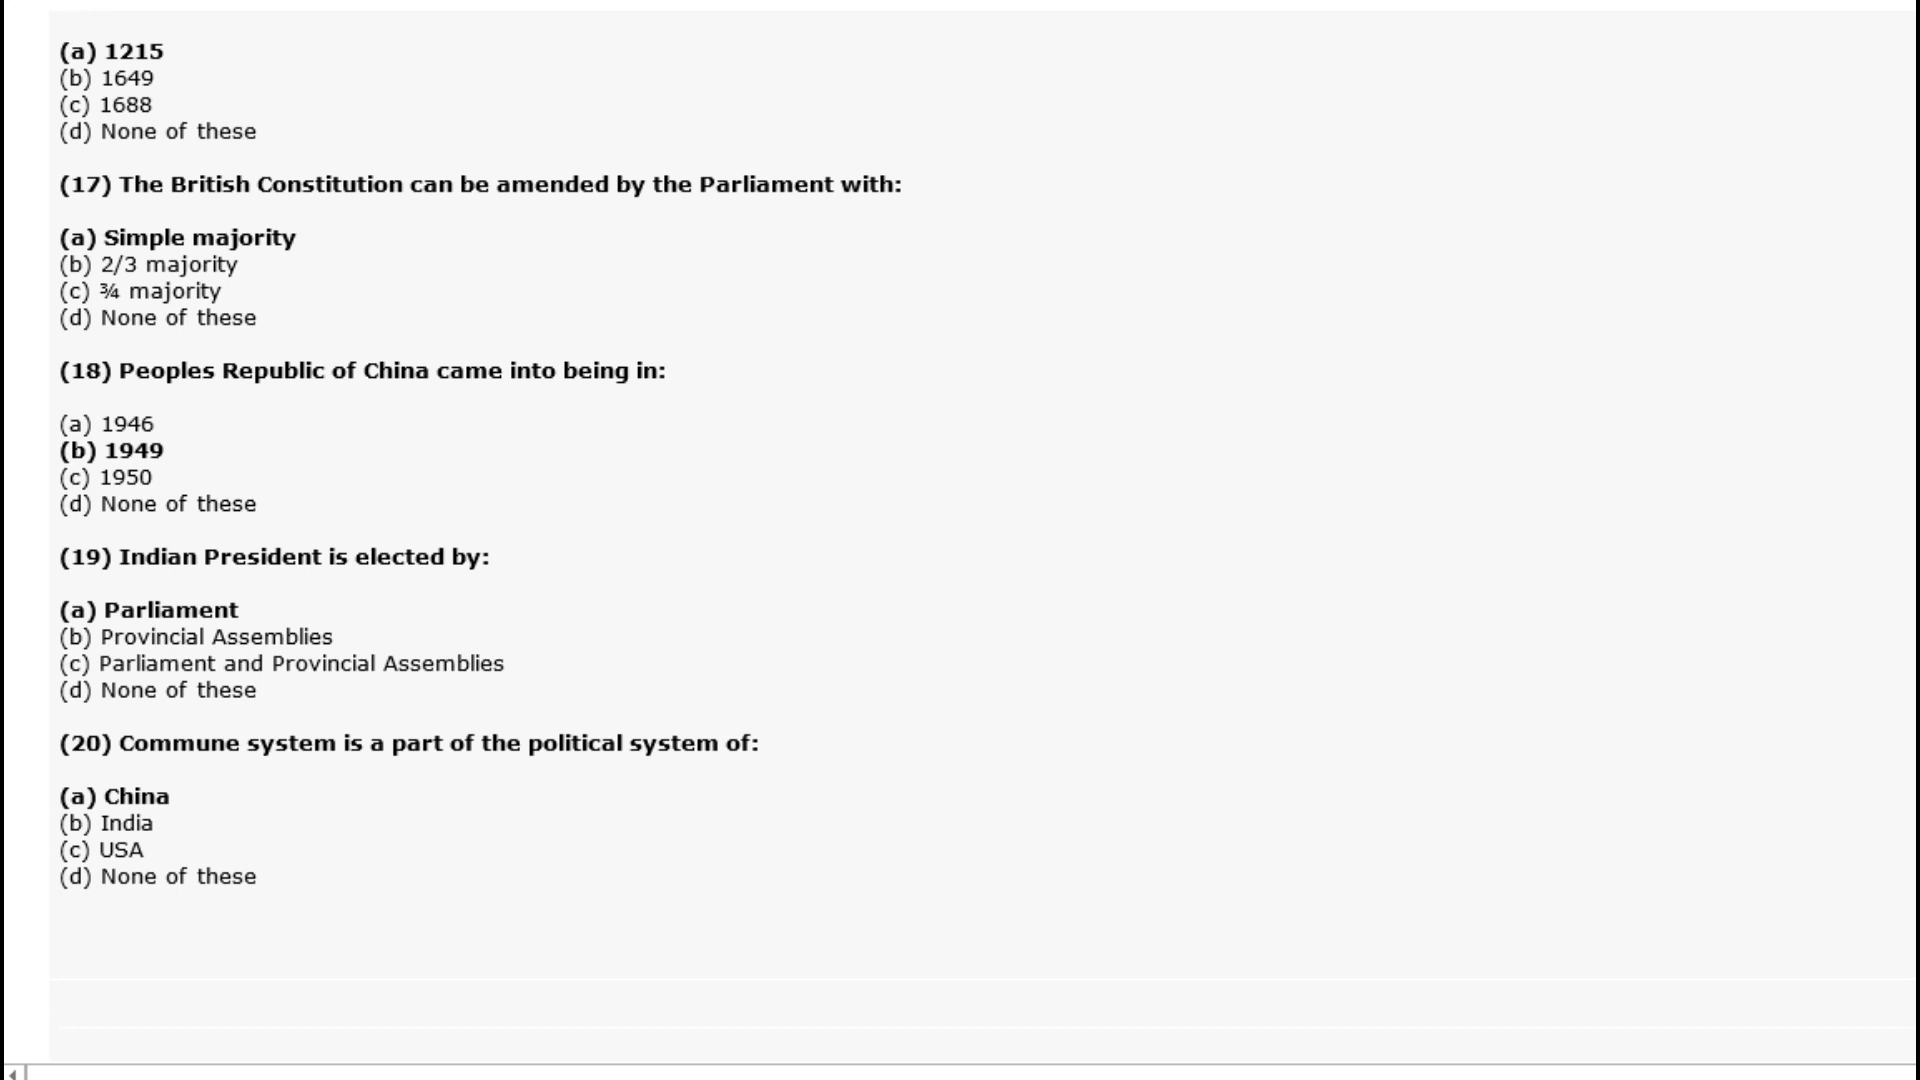 (a) 1215
(b) 1649
(c) 1688
(d) None of these
(17) The British Constitution can be amended by the Parliament with:
(a) Simple majority
(b) 2/3 majority
(c) ¾ majority
(d) None of these
(18) Peoples Republic of China came into being in:
(a) 1946
(b) 1949
(c) 1950
(d) None of these
(19) Indian President is elected by:
(a) Parliament
(b) Provincial Assemblies
(c) Parliament and Provincial Assemblies
(d) None of these
(20) Commune system is a part of the political system of:
(a) China
(b) India
(c) USA
(d) None of these